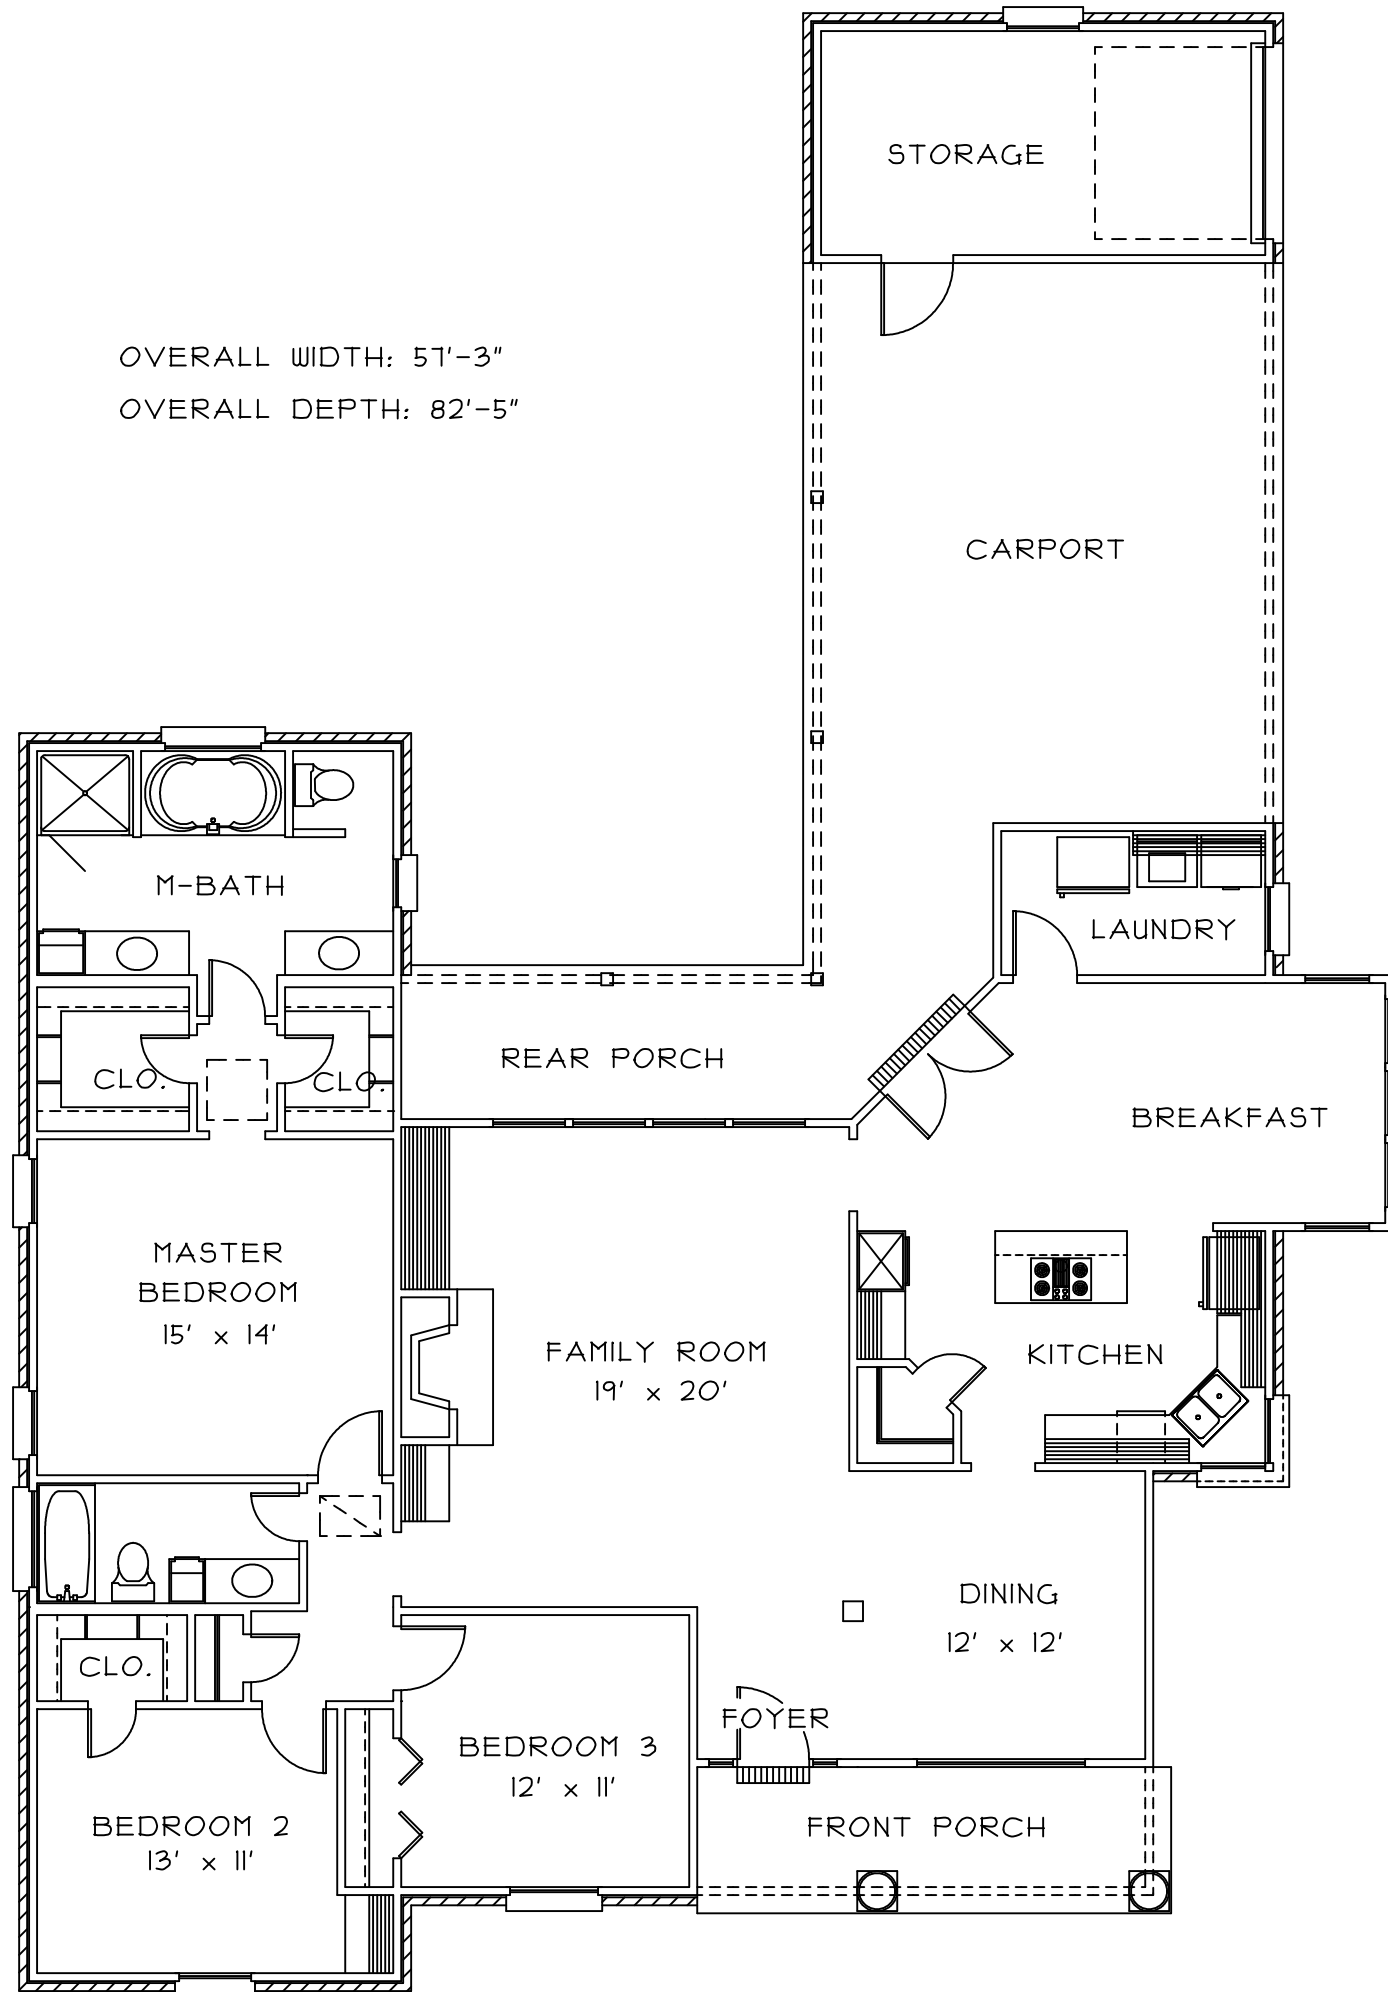 STORAGE
OVERALL WIDTH: 57'-3"
OVERALL DEPTH: 82'-5"
CARPORT
M-BATH
LAUNDRY
CLO.
CLO.
REAR PORCH
BREAKFAST
MASTER
BEDROOM
15' x 14'
FAMILY ROOM
19' x 20'
KITCHEN
DINING
12' x 12'
CLO.
FOYER
BEDROOM 3
12' x 11'
BEDROOM 2
13' x 11'
FRONT PORCH